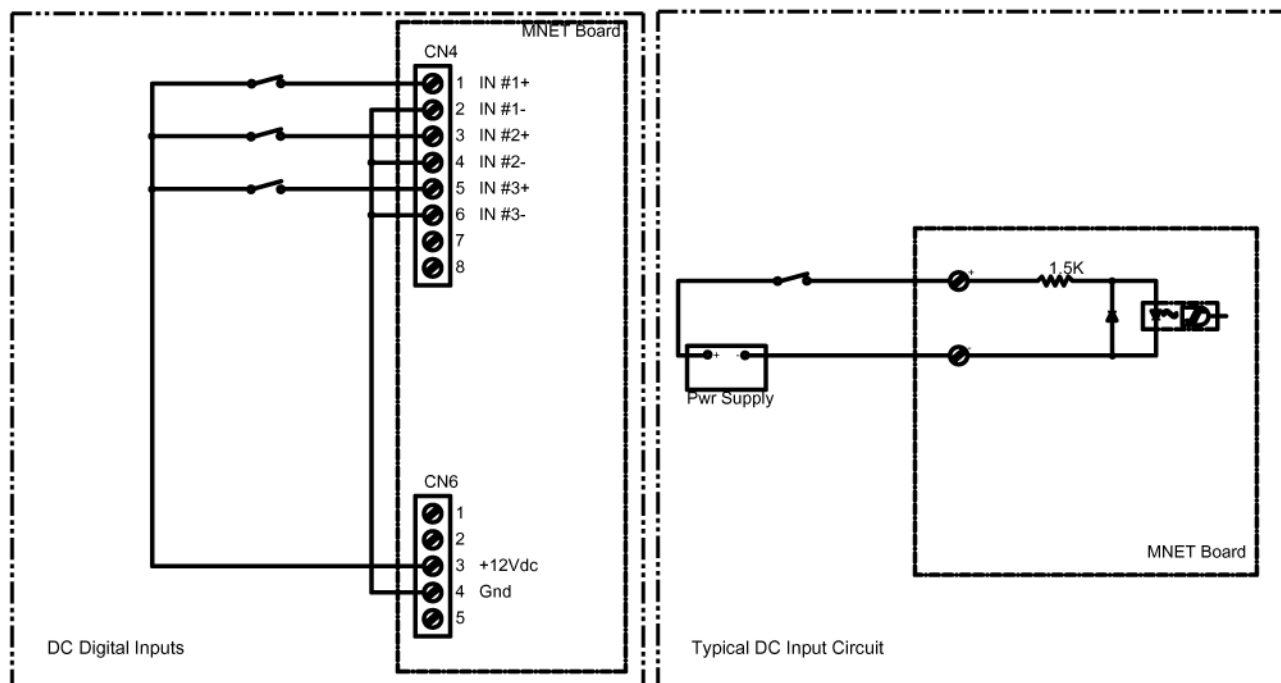 MNET Board
CN4
1 IN #1+
2 IN #1-
3 IN #2+
4 IN #2-
5 IN #3+
6 IN #3-
7
8
CN6
1
2
3 +12Vdc
4 Gnd
5
DC Digital Inputs
1.5K
+
-
+ -
Pwr Supply
MNET Board
Typical DC Input Circuit